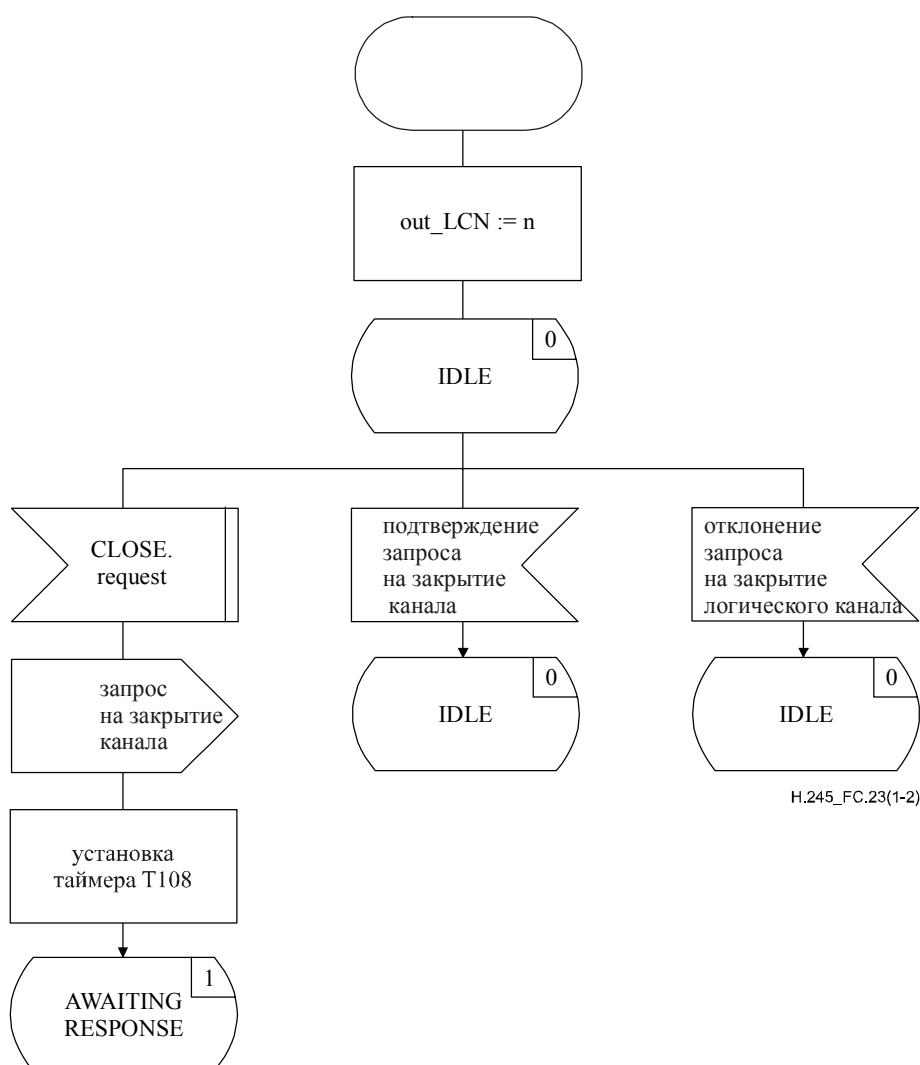 out_LCN := n
0
IDLE
CLOSE.
request
подтверждение
запроса
на закрытие
канала
отклонение
запроса
на закрытие
логического канала
запрос
на закрытие
канала
0
IDLE
0
IDLE
H.245_FC.23(1-2)
установка
таймера T108
1
AWAITING
RESPONSE